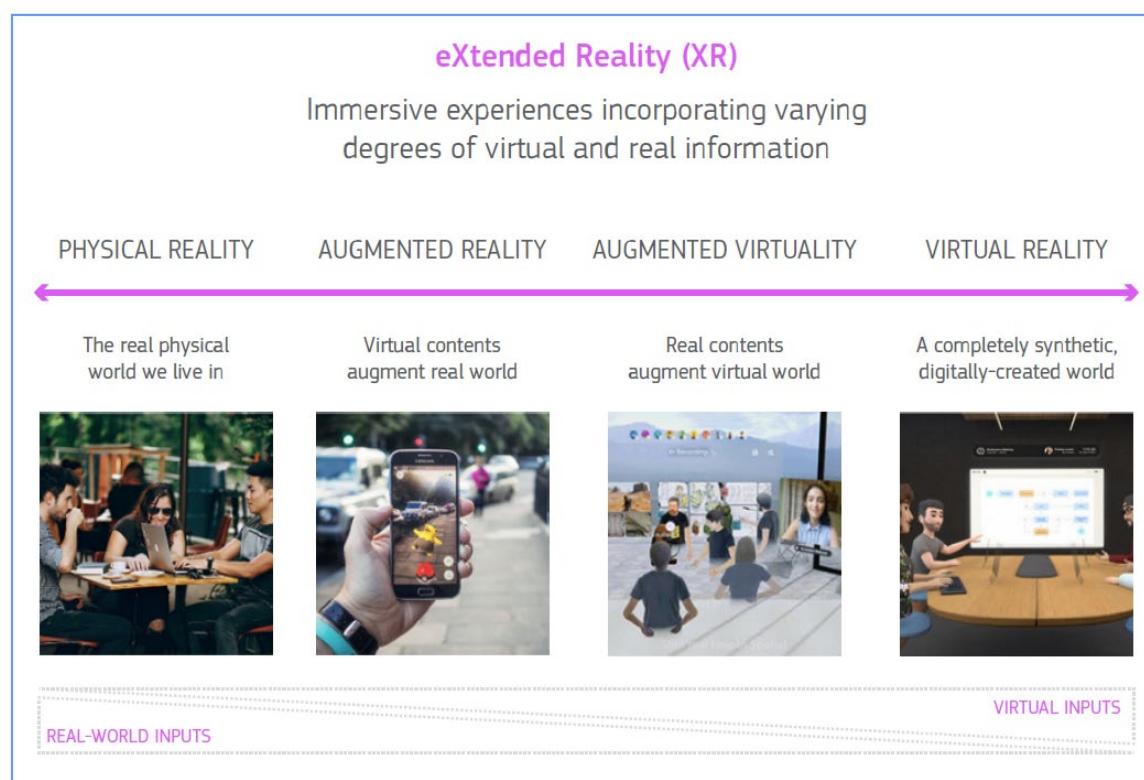 eXtended Reality (XR)
Immersive experiences incorporating varying
degrees of virtual and real information
PHYSICAL REALITY
AUGMENTED REALITY
AUGMENTED VIRTUALITY
VIRTUAL REALITY
The real physical
world we live in
Virtual contents
augment real world
Real contents
augment virtual world
A completely synthetic,
digitally-created world
SAMSUNG
Recording
VIRTUAL INPUTS
REAL-WORLD INPUTS